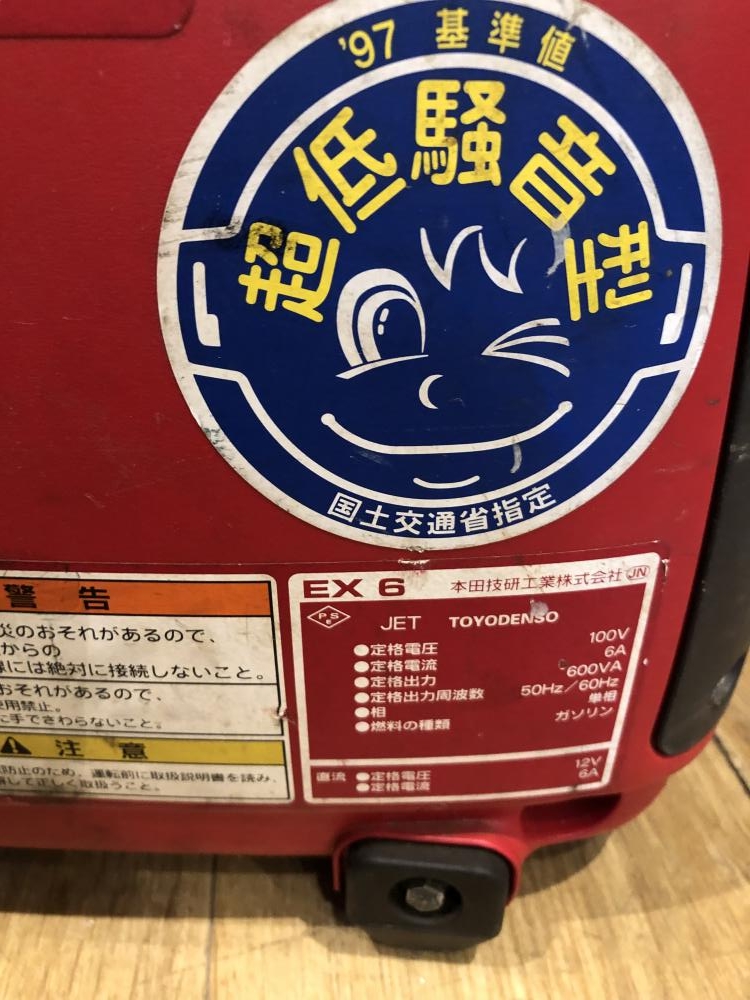 '97 基準値
超低騒音型
国土交通省指定
警告
災のおそれがあるので、
からの
線には絶対に接続しないこと。
おそれがあるので、
使用禁止。
に手でさわらないこと。
注意
防止のため、運転前に取扱説明書を読み、
して正しく取扱うこと。
EX 6 本田技研工業株式会社 JN
PSE JET TOYODENSO
●定格電圧 100V
●定格電流 6A
●定格出力 600VA
●定格出力周波数 50Hz/60Hz
●相 単相
●燃料の種類 ガソリン
直流 ●定格電圧 12V
●定格電流 6A